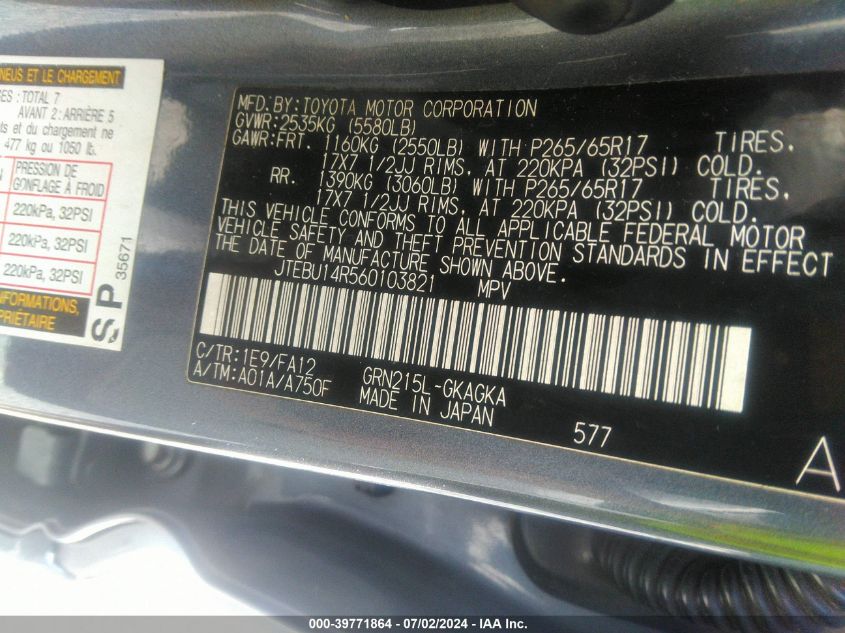 NEUS ET LE CHARGEMENT
ES: TOTAL 7
AVANT 2: ARRIÈRE 5
ts et du chargement ne
477 kg ou 1050 lb.
PRESSION DE
GONFLAGE À FROID
220kPa, 32PSI
220kPa, 32PSI
220kPa, 32PSI
NFORMATIONS
PRIÉTAIRE
SP 35671
MFD.BY:TOYOTA MOTOR CORPORATION
GVWR:2535KG (5580LB)
GAWR:FRT. 1160KG (2550LB) WITH P265/65R17 TIRES,
17X7 1/2JJ RIMS, AT 220KPA (32PSI) COLD.
RR. 1390KG (3060LB) WITH P265/65R17 TIRES,
17X7 1/2JJ RIMS, AT 220KPA (32PSI) COLD.
THIS VEHICLE CONFORMS TO ALL APPLICABLE FEDERAL MOTOR
VEHICLE SAFETY AND THEFT PREVENTION STANDARDS IN EFFECT
THE DATE OF MANUFACTURE SHOWN ABOVE.
JTEBU14R560103821 MPV
C/TR:1E9/FA12
A/TM:A01A/A750F
GRN215L-GKAGKA
MADE IN JAPAN
577
A
000-39771864 - 07/02/2024 - IAA Inc.